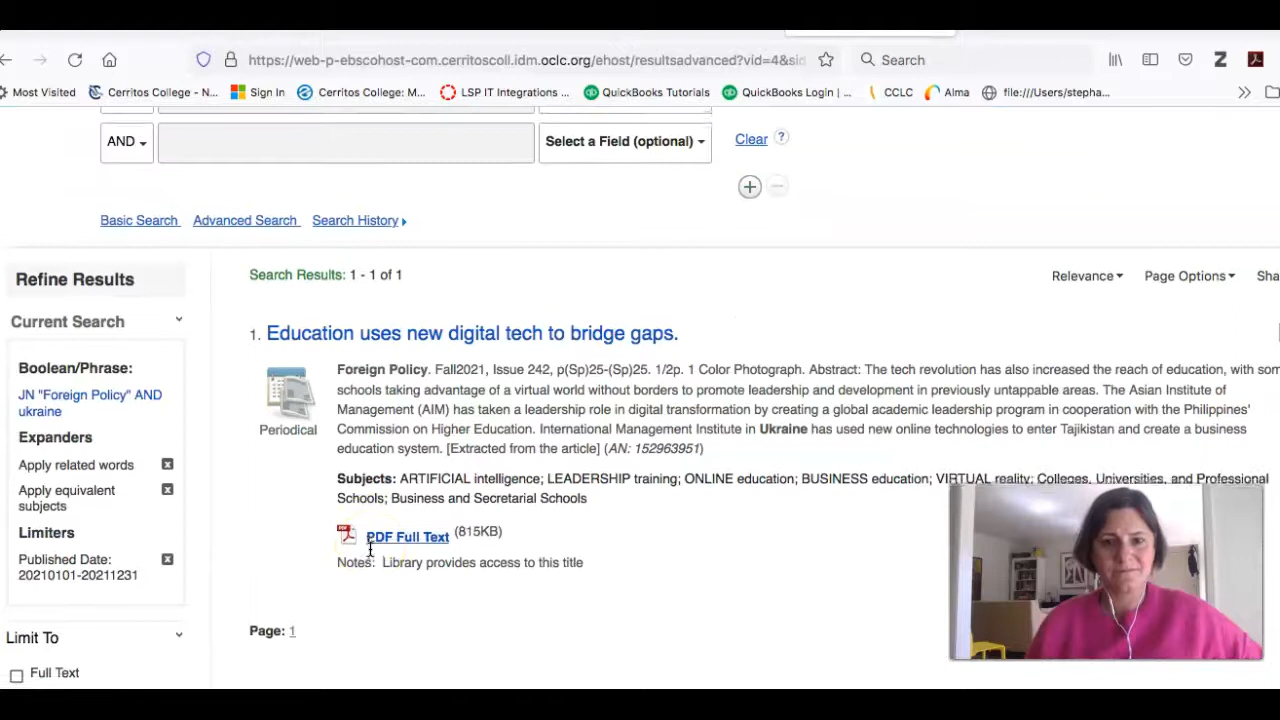 https://web-p-ebscohost-com.cerritoscoll.idm.oclc.org/ehost/resultsadvanced?vid=4&sid
Search
Z
Most Visited
Cerritos College - N...
Sign In
Cerritos College: M...
LSP IT Integrations ...
QuickBooks Tutorials
QuickBooks Login | ...
CCLC
Alma
file:///Users/stepha...
AND
Select a Field (optional)
Clear
?
Basic Search
Advanced Search
Search History
Refine Results
Current Search
Boolean/Phrase:
JN "Foreign Policy" AND
ukraine
Expanders
Apply related words
Apply equivalent
subjects
Limiters
Published Date:
20210101-20211231
Limit To
Full Text
Search Results: 1 - 1 of 1
Relevance
Page Options
Sha
1. Education uses new digital tech to bridge gaps.
Periodical
Foreign Policy. Fall2021, Issue 242, p(Sp)25-(Sp)25. 1/2p. 1 Color Photograph. Abstract: The tech revolution has also increased the reach of education, with som
schools taking advantage of a virtual world without borders to promote leadership and development in previously untappable areas. The Asian Institute of
Management (AIM) has taken a leadership role in digital transformation by creating a global academic leadership program in cooperation with the Philippines'
Commission on Higher Education. International Management Institute in Ukraine has used new online technologies to enter Tajikistan and create a business
education system. [Extracted from the article] (AN: 152963951)
Subjects: ARTIFICIAL intelligence; LEADERSHIP training; ONLINE education; BUSINESS education; VIRTUAL reality; Colleges, Universities, and Professional
Schools; Business and Secretarial Schools
PDF
PDF Full Text (815KB)
Notes: Library provides access to this title
Page: 1